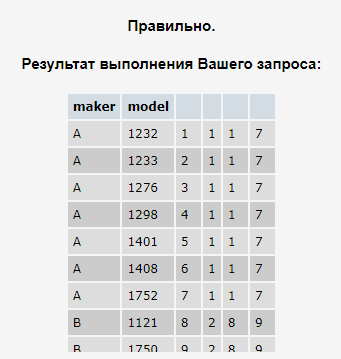 Правильно.
Результат выполнения Вашего запроса:
maker model
A 1232 1 1 1 7
A 1233 2 1 1 7
A 1276 3 1 1 7
A 1298 4 1 1 7
A 1401 5 1 1 7
A 1408 6 1 1 7
A 1752 7 1 1 7
B 1121 8 2 8 9
B 1750 9 2 8 9